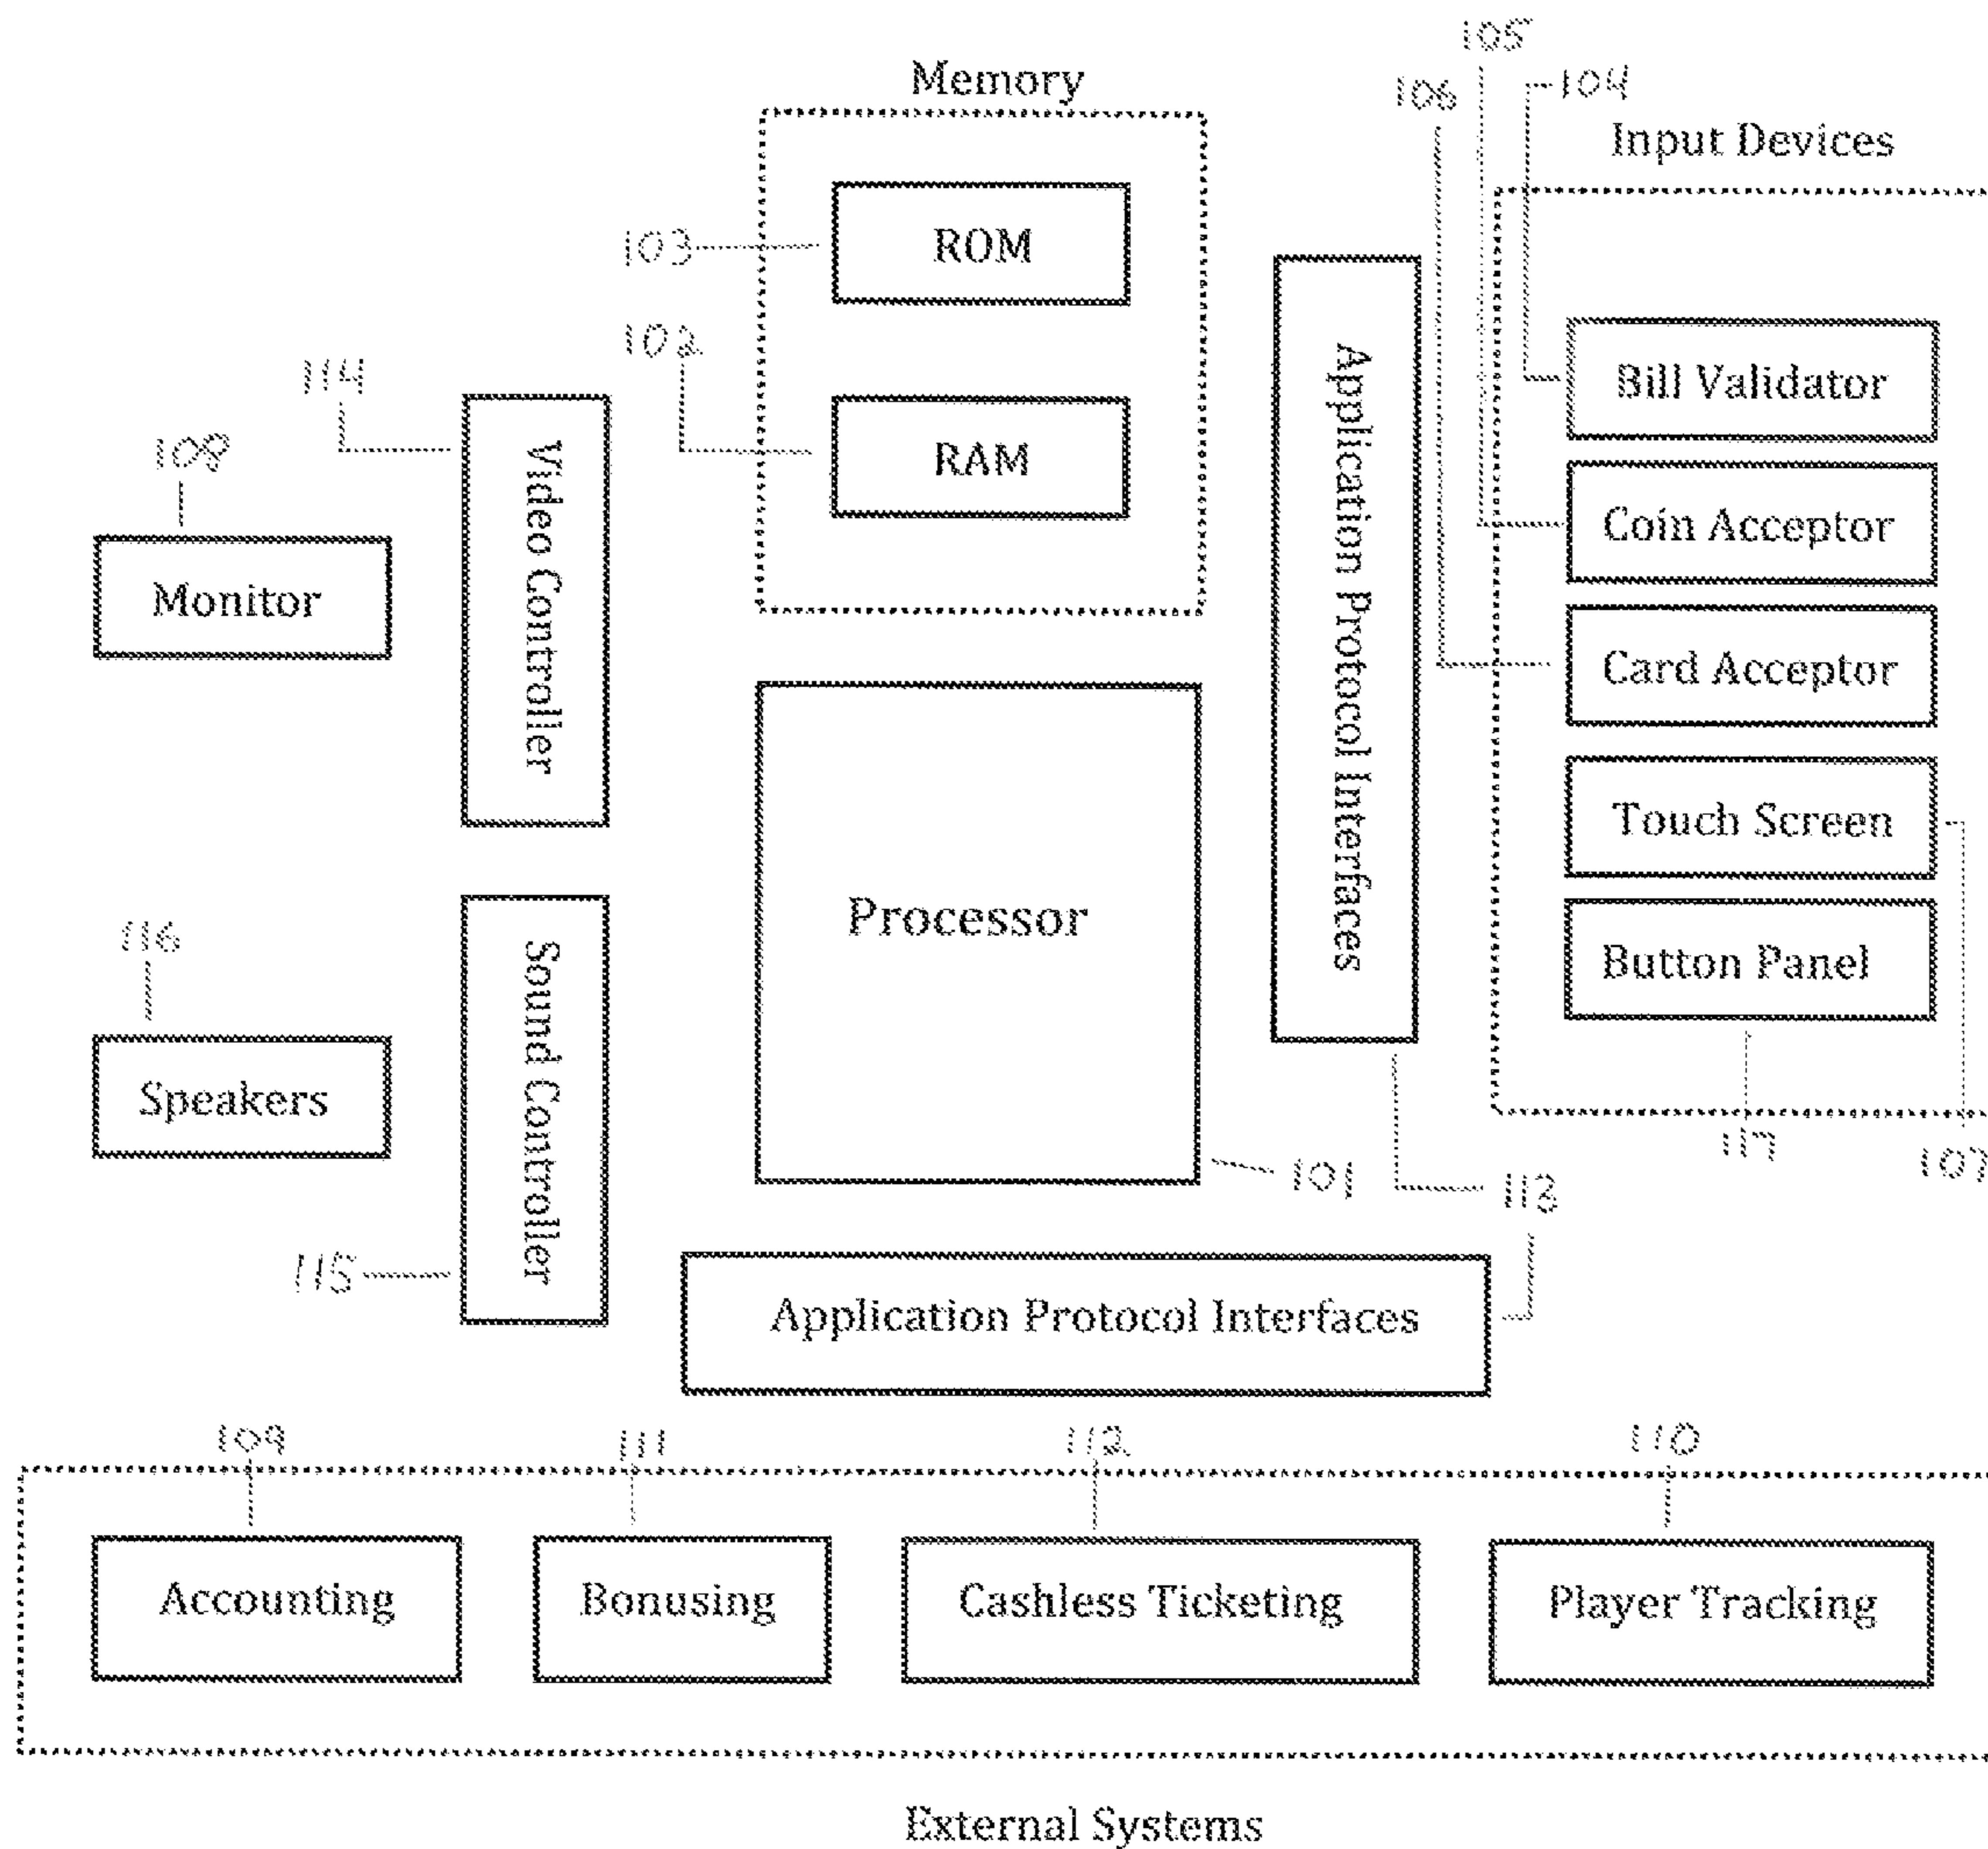 105
104
106
Memory
Input Devices
103
ROM
102
114
Application Protocol Interfaces
Bill Validator
108
Video Controller
RAM
Coin Acceptor
Monitor
Card Acceptor
Touch Screen
Processor
116
Sound Controller
Button Panel
Speakers
117
107
101
113
115
Application Protocol Interfaces
109
111
112
110
Accounting
Bonusing
Cashless Ticketing
Player Tracking
External Systems